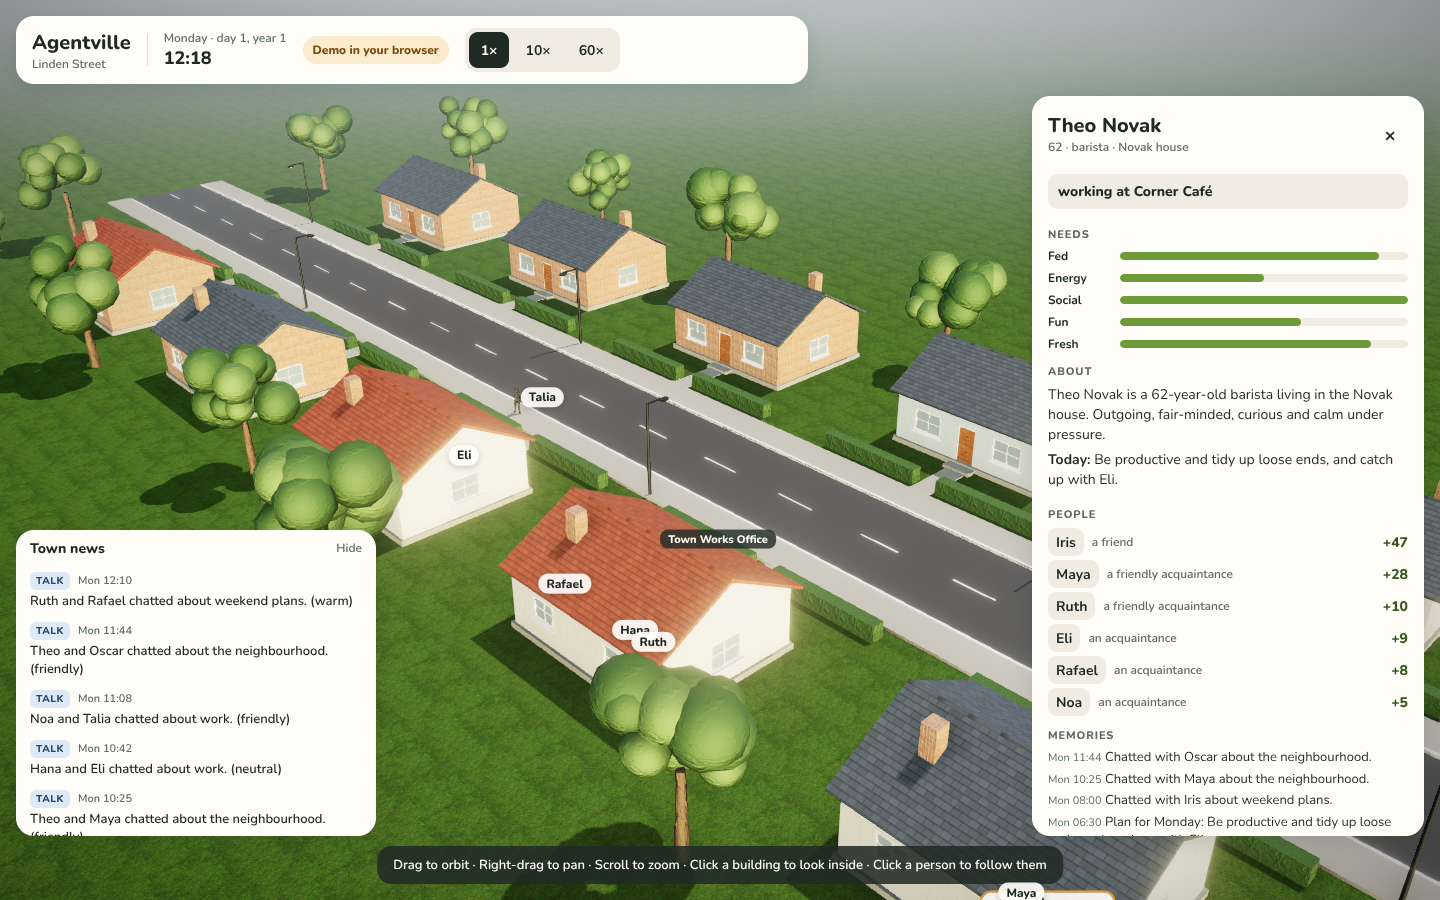 Agentville
Linden Street
Monday · day 1, year 1
12:18
Demo in your browser
1×
10×
60×
Theo Novak
62 · barista · Novak house
×
working at Corner Café
NEEDS
Fed
Energy
Social
Fun
Fresh
ABOUT
Theo Novak is a 62-year-old barista living in the Novak
house. Outgoing, fair-minded, curious and calm under
pressure.
Today: Be productive and tidy up loose ends, and catch
up with Eli.
PEOPLE
Iris a friend +47
Maya a friendly acquaintance +28
Ruth a friendly acquaintance +10
Eli an acquaintance +9
Rafael an acquaintance +8
Noa an acquaintance +5
MEMORIES
Mon 11:44 Chatted with Oscar about the neighbourhood.
Mon 10:25 Chatted with Maya about the neighbourhood.
Mon 08:00 Chatted with Iris about weekend plans.
Mon 06:30 Plan for Monday: Be productive and tidy up loose
Talia
Eli
Town Works Office
Rafael
Hana
Ruth
Maya
Town news
Hide
TALK Mon 12:10
Ruth and Rafael chatted about weekend plans. (warm)
TALK Mon 11:44
Theo and Oscar chatted about the neighbourhood.
(friendly)
TALK Mon 11:08
Noa and Talia chatted about work. (friendly)
TALK Mon 10:42
Hana and Eli chatted about work. (neutral)
TALK Mon 10:25
Theo and Maya chatted about the neighbourhood.
(friendly)
Drag to orbit · Right-drag to pan · Scroll to zoom · Click a building to look inside · Click a person to follow them